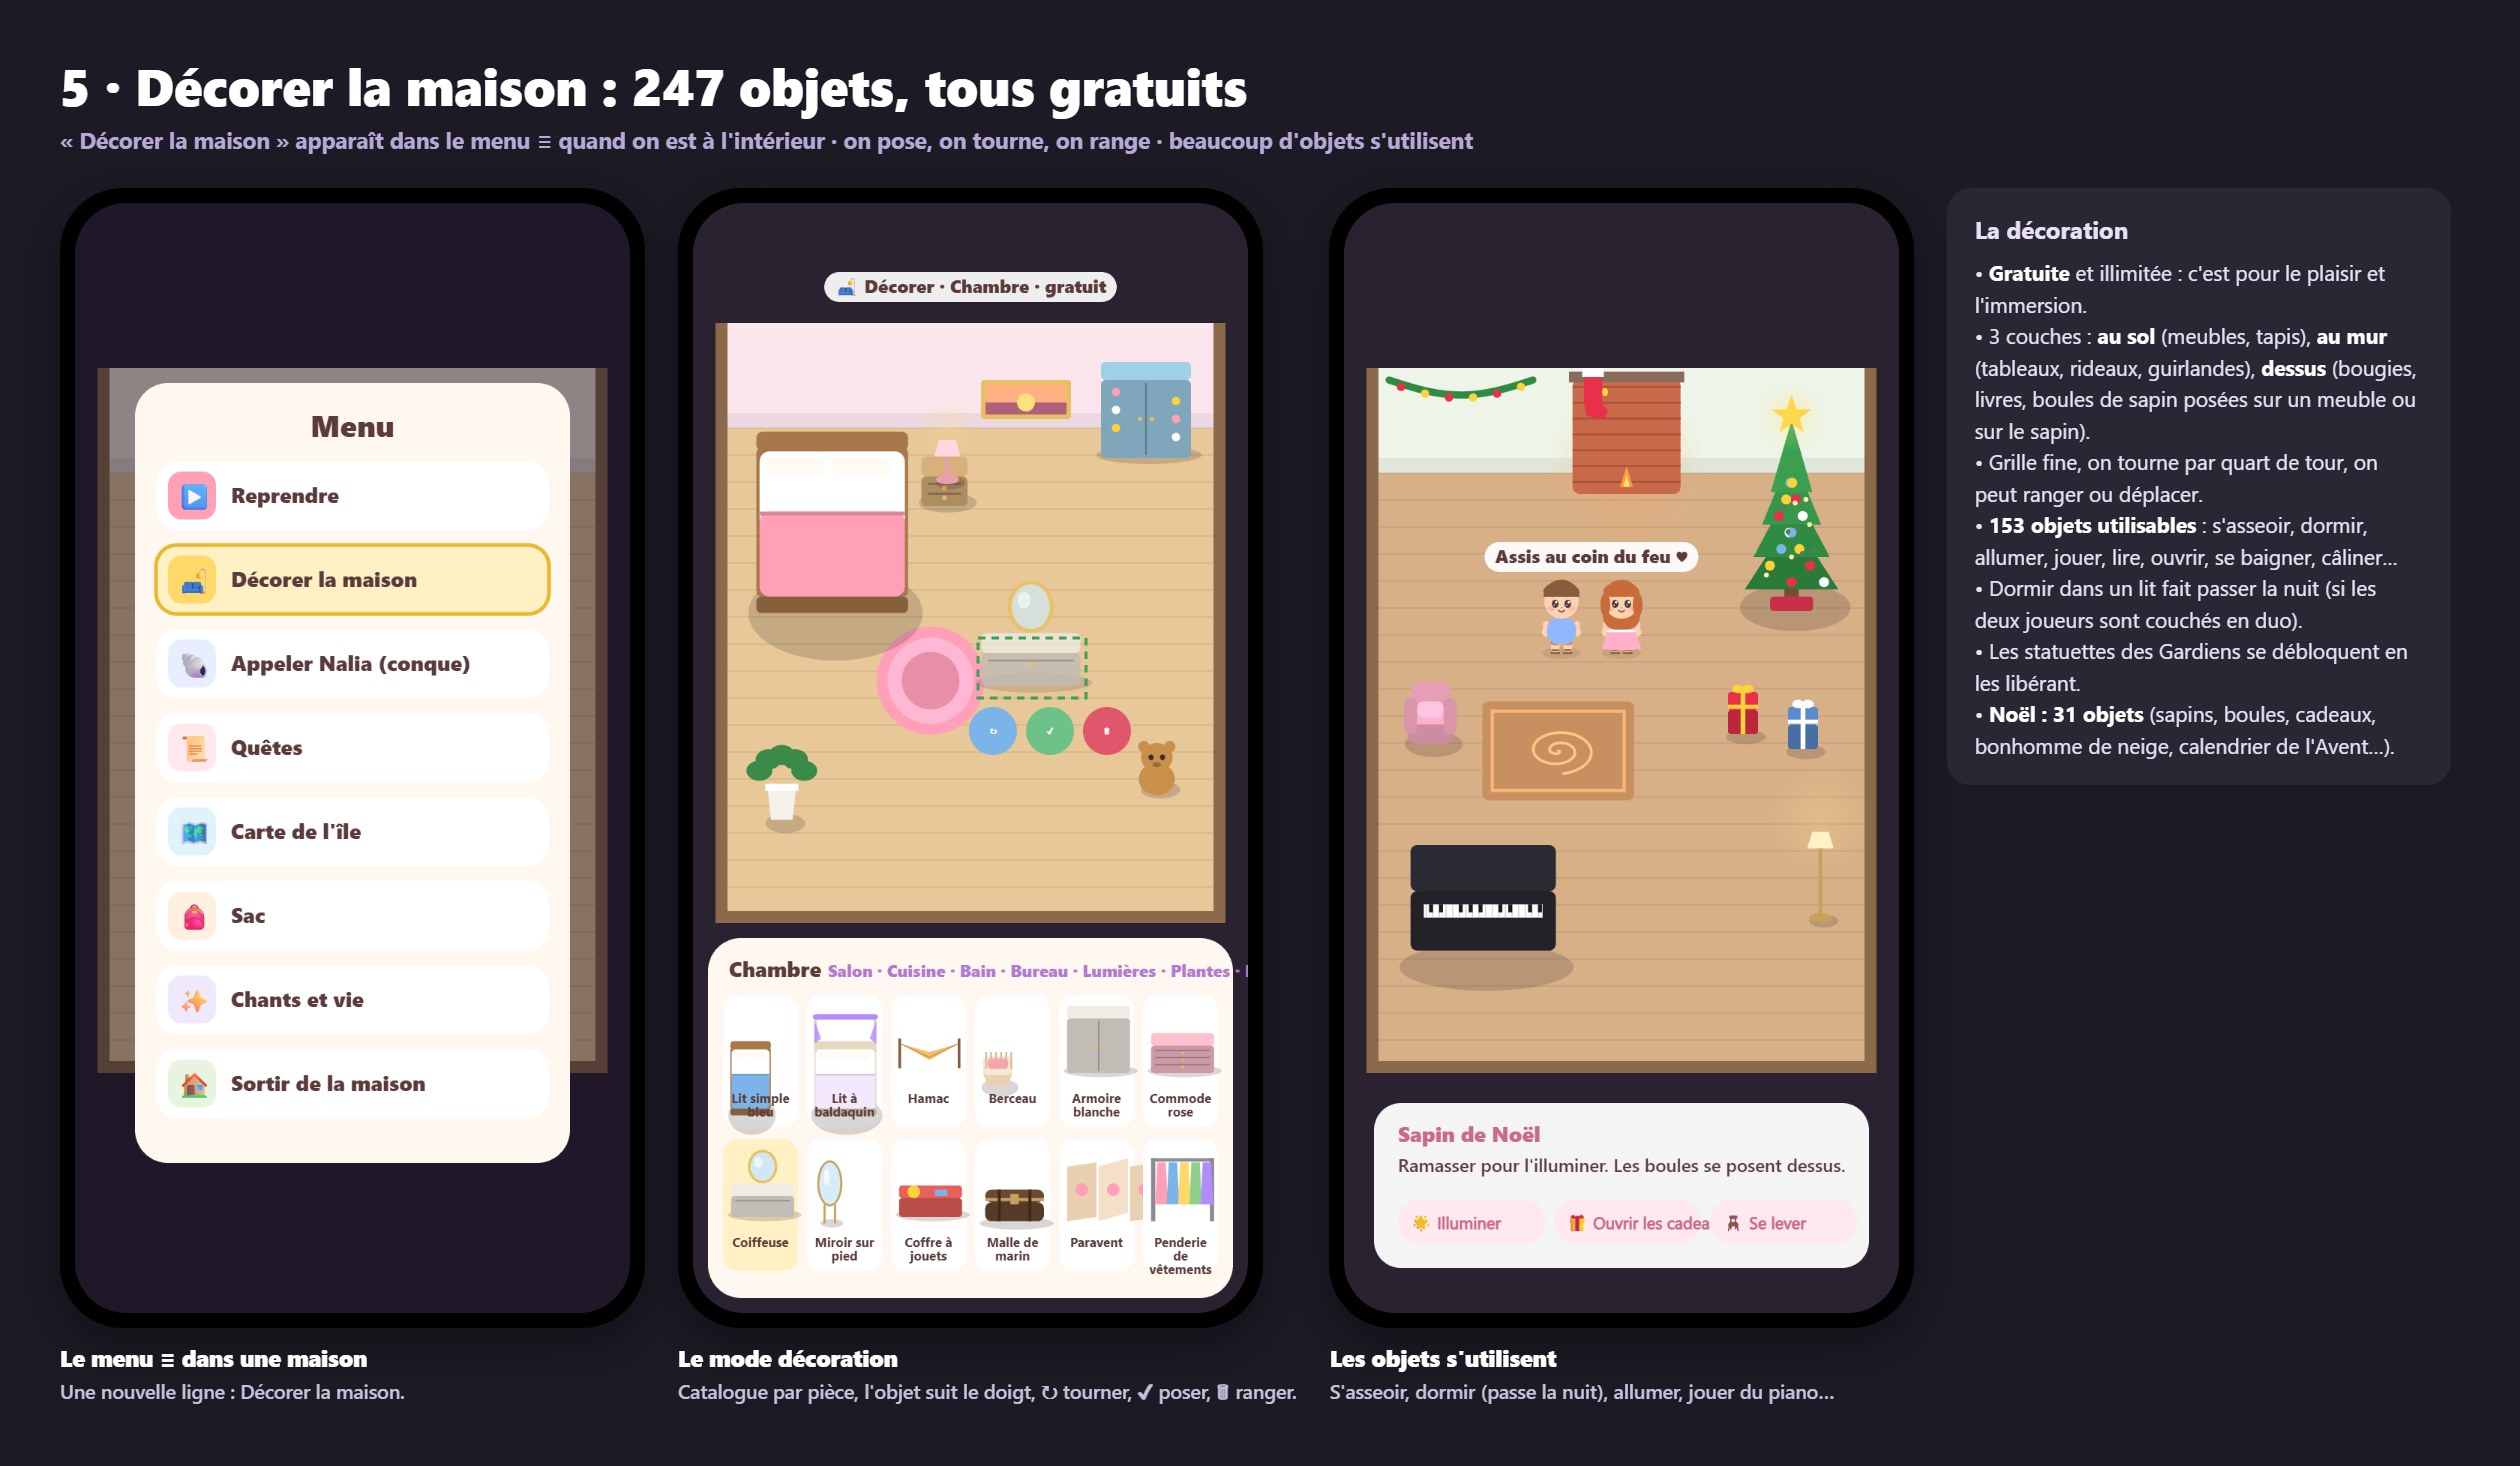 5 · Décorer la maison : 247 objets, tous gratuits
« Décorer la maison » apparaît dans le menu ☰ quand on est à l'intérieur · on pose, on tourne, on range · beaucoup d'objets s'utilisent
Menu
Reprendre
Décorer la maison
Appeler Nalia (conque)
Quêtes
Carte de l'île
Sac
Chants et vie
Sortir de la maison
Le menu ☰ dans une maison
Une nouvelle ligne : Décorer la maison.
Décorer · Chambre · gratuit
Chambre Salon · Cuisine · Bain · Bureau · Lumières · Plantes ·
Lit simple bleu
Lit à baldaquin
Hamac
Berceau
Armoire blanche
Commode rose
Coiffeuse
Miroir sur pied
Coffre à jouets
Malle de marin
Paravent
Penderie de vêtements
Le mode décoration
Catalogue par pièce, l'objet suit le doigt, ↻ tourner, ✓ poser, 🗑 ranger.
Assis au coin du feu ♥
Sapin de Noël
Ramasser pour l'illuminer. Les boules se posent dessus.
Illuminer
Ouvrir les cadea
Se lever
Les objets s'utilisent
S'asseoir, dormir (passe la nuit), allumer, jouer du piano...
La décoration
• Gratuite et illimitée : c'est pour le plaisir et
l'immersion.
• 3 couches : au sol (meubles, tapis), au mur
(tableaux, rideaux, guirlandes), dessus (bougies,
livres, boules de sapin posées sur un meuble ou
sur le sapin).
• Grille fine, on tourne par quart de tour, on
peut ranger ou déplacer.
• 153 objets utilisables : s'asseoir, dormir,
allumer, jouer, lire, ouvrir, se baigner, câliner...
• Dormir dans un lit fait passer la nuit (si les
deux joueurs sont couchés en duo).
• Les statuettes des Gardiens se débloquent en
les libérant.
• Noël : 31 objets (sapins, boules, cadeaux,
bonhomme de neige, calendrier de l'Avent...).